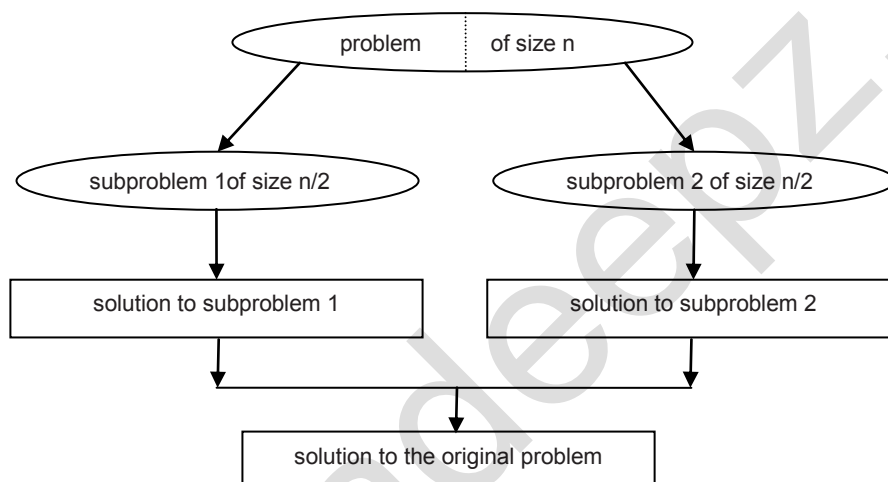 problem of size n
subproblem 1of size n/2
subproblem 2 of size n/2
solution to subproblem 1
solution to subproblem 2
solution to the original problem